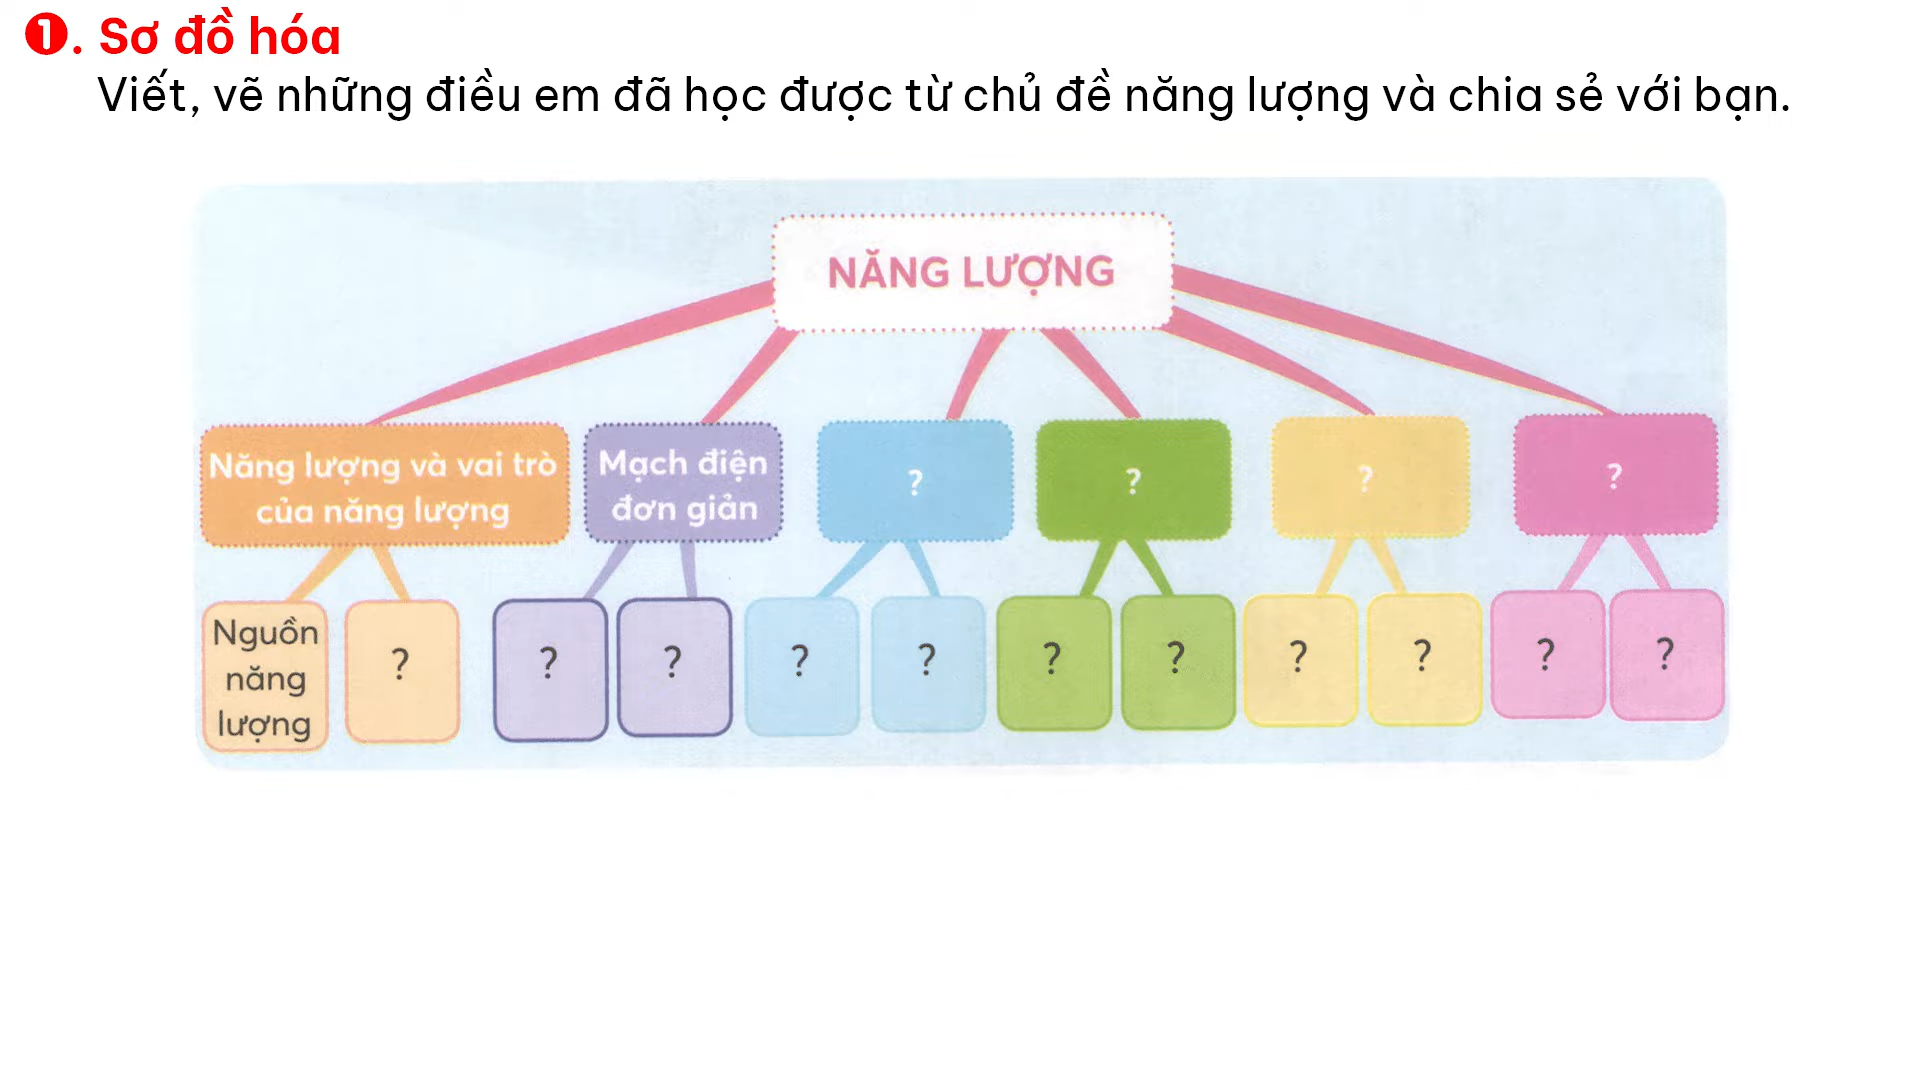 ❶. Sơ đồ hóa
Viết, vẽ những điều em đã học được từ chủ đề năng lượng và chia sẻ với bạn.
NĂNG LƯỢNG
Năng lượng và vai trò
của năng lượng
Mạch điện
đơn giản
?
?
?
?
Nguồn
năng
lượng
?
?
?
?
?
?
?
?
?
?
?